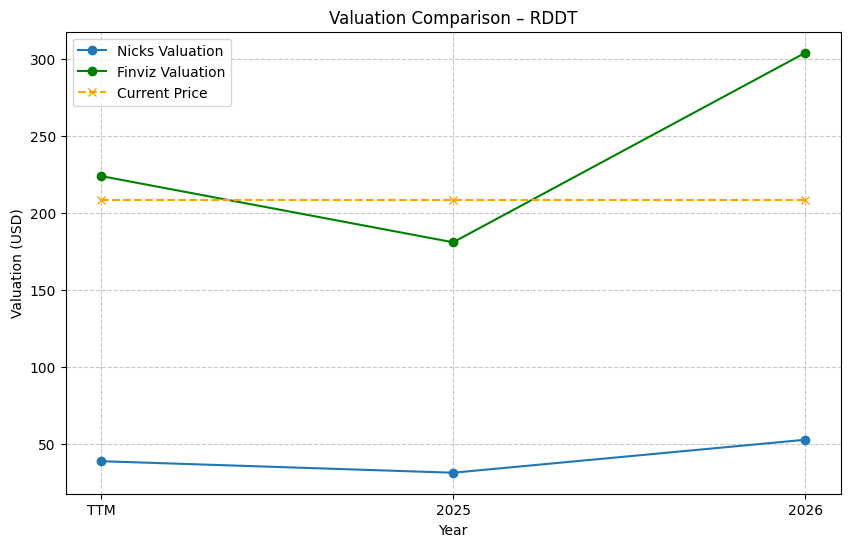 Valuation Comparison – RDDT
Nicks Valuation
Finviz Valuation
Current Price
Valuation (USD)
300
250
200
150
100
50
TTM
2025
2026
Year